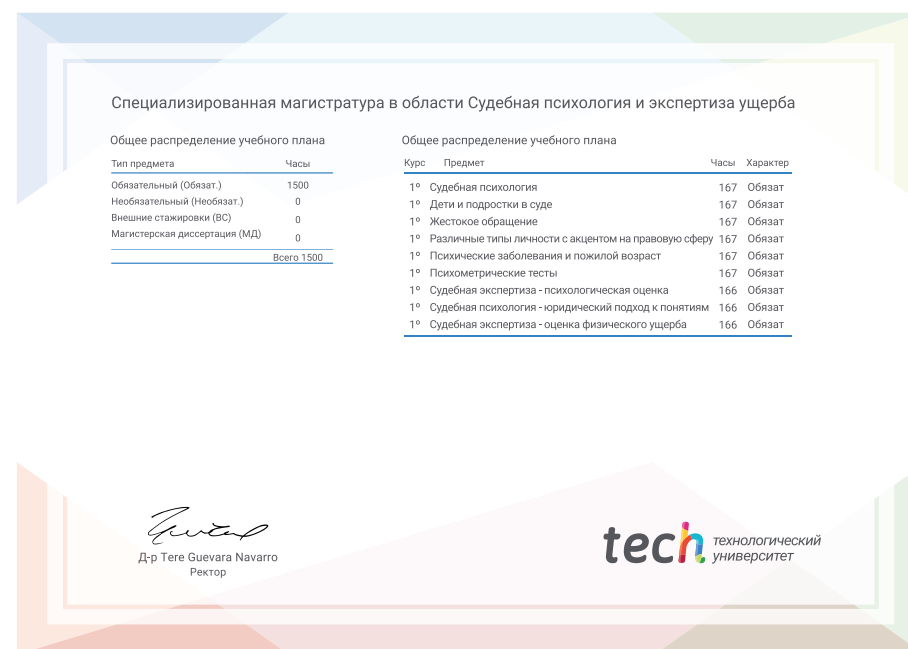 Специализированная магистратура в области Судебная психология и экспертиза ущерба
Общее распределение учебного плана
Тип предмета Часы
Обязательный (Обязат.) 1500
Необязательный (Необязат.) 0
Внешние стажировки (ВС) 0
Магистерская диссертация (МД) 0
Всего 1500
Общее распределение учебного плана
Курс Предмет Часы Характер
1º Судебная психология 167 Обязат
1º Дети и подростки в суде 167 Обязат
1º Жестокое обращение 167 Обязат
1º Различные типы личности с акцентом на правовую сферу 167 Обязат
1º Психические заболевания и пожилой возраст 167 Обязат
1º Психометрические тесты 167 Обязат
1º Судебная экспертиза - психологическая оценка 166 Обязат
1º Судебная психология - юридический подход к понятиям 166 Обязат
1º Судебная экспертиза - оценка физического ущерба 166 Обязат
Д-р Tere Guevara Navarro
Ректор
tech технологический
университет